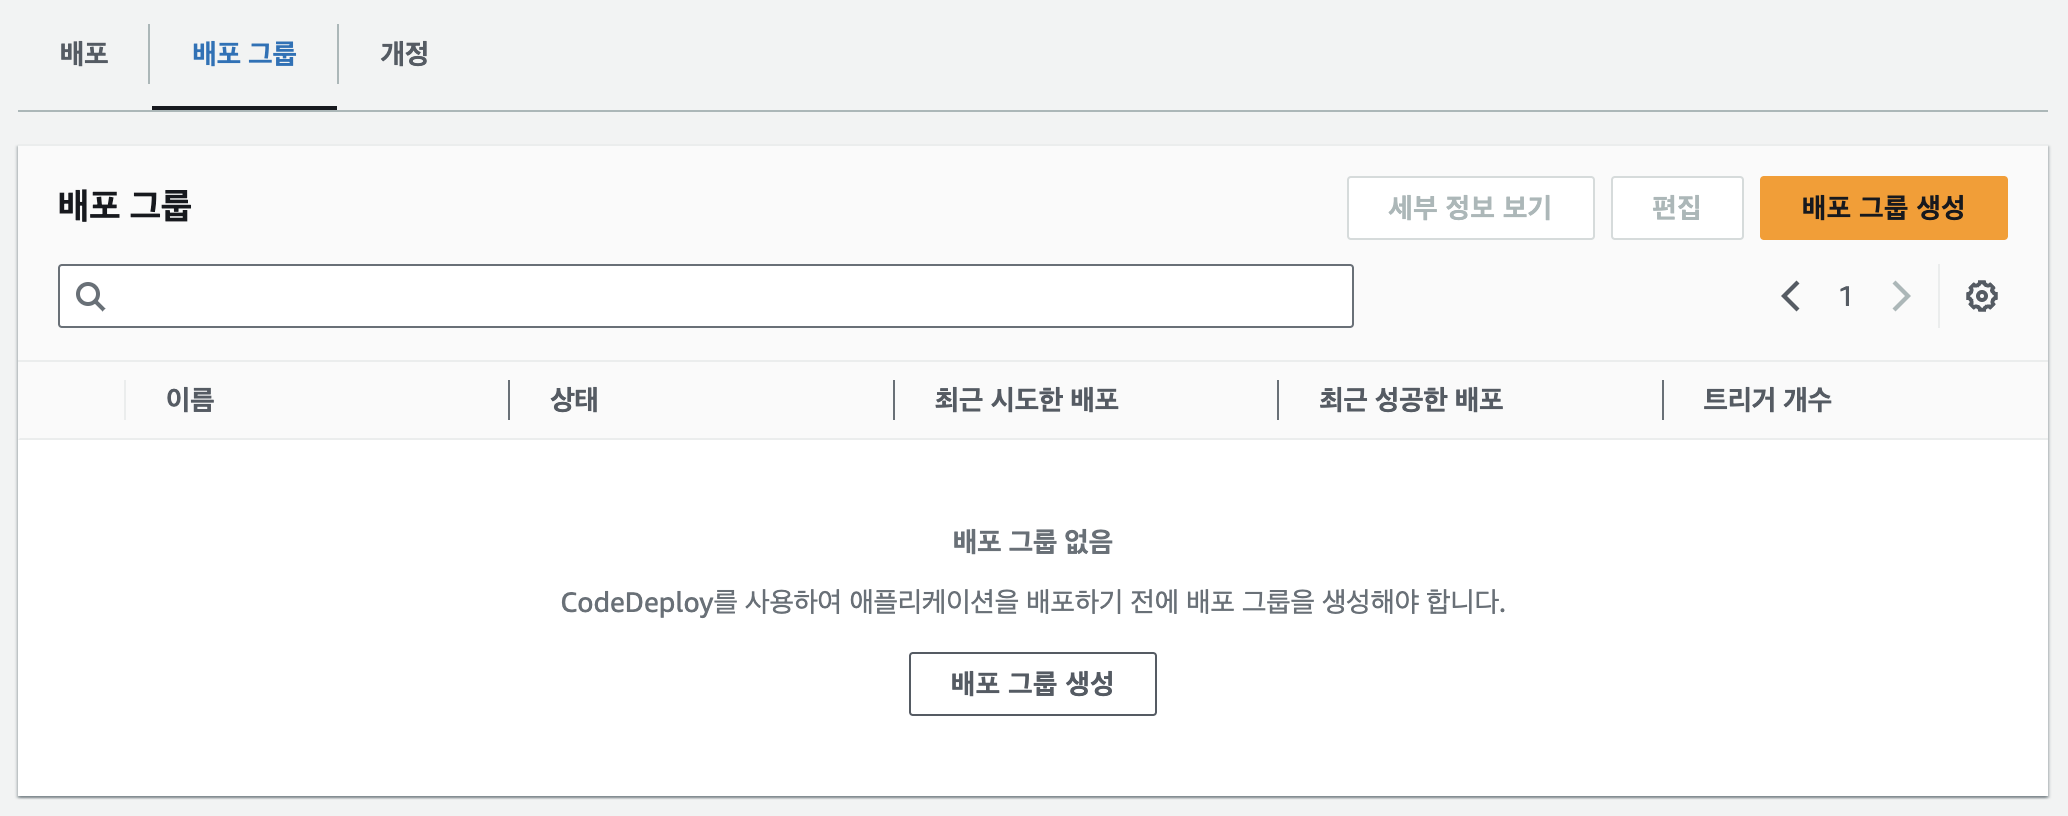 배포 배포 그룹 개정
배포 그룹 세부 정보 보기 편집 배포 그룹 생성
1
이름 상태 최근 시도한 배포 최근 성공한 배포 트리거 개수
배포 그룹 없음
CodeDeploy를 사용하여 애플리케이션을 배포하기 전에 배포 그룹을 생성해야 합니다.
배포 그룹 생성